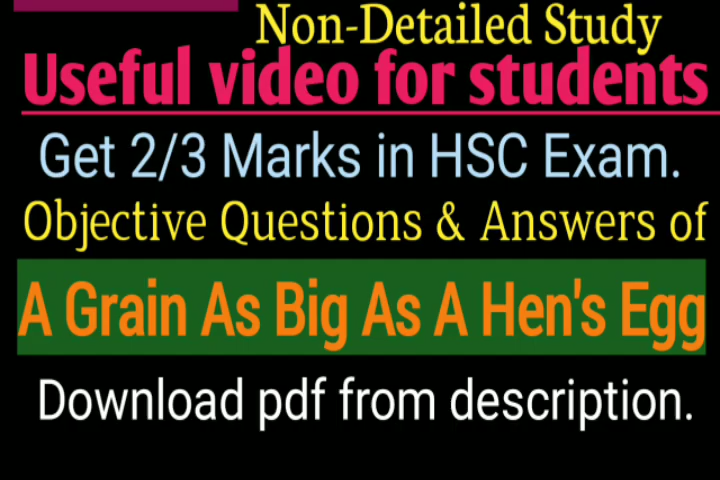 Non-Detailed Study
Useful video for students
Get 2/3 Marks in HSC Exam.
Objective Questions & Answers of
A Grain As Big As A Hen's Egg
Download pdf from description.